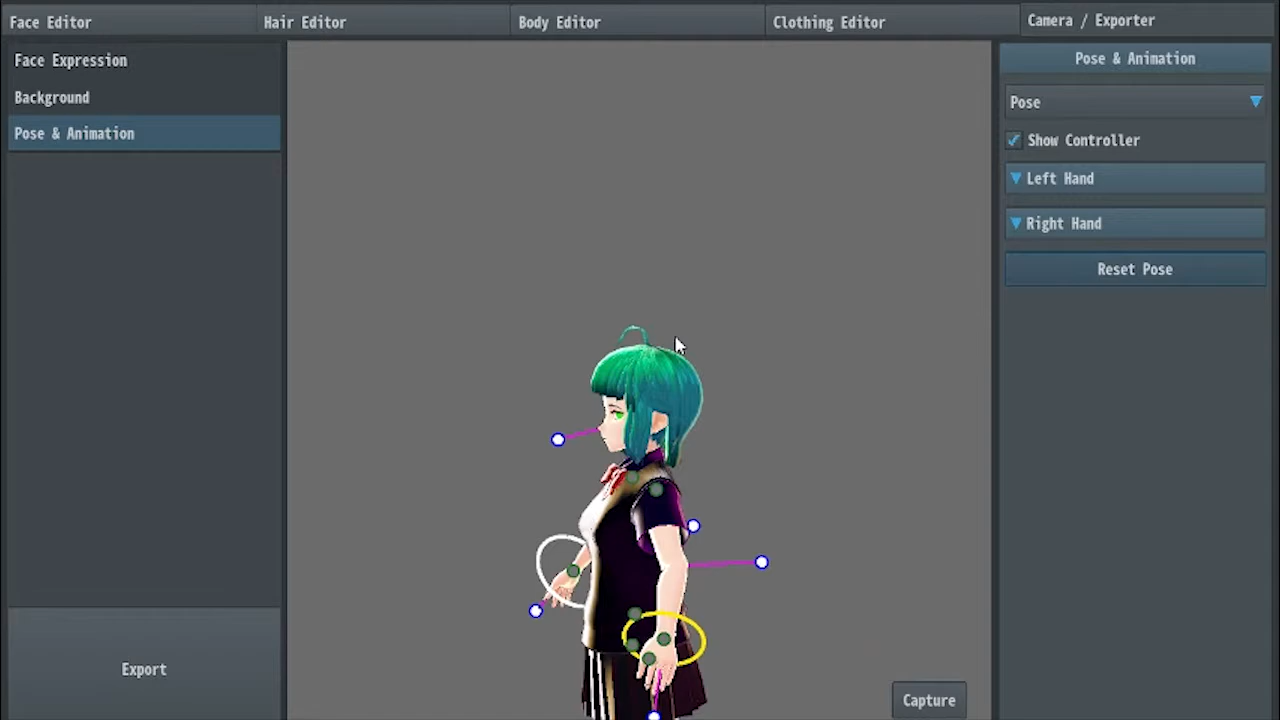 Face Editor
Hair Editor
Body Editor
Clothing Editor
Camera / Exporter
Face Expression
Background
Pose & Animation
Export
Pose & Animation
Pose
Show Controller
Left Hand
Right Hand
Reset Pose
Capture